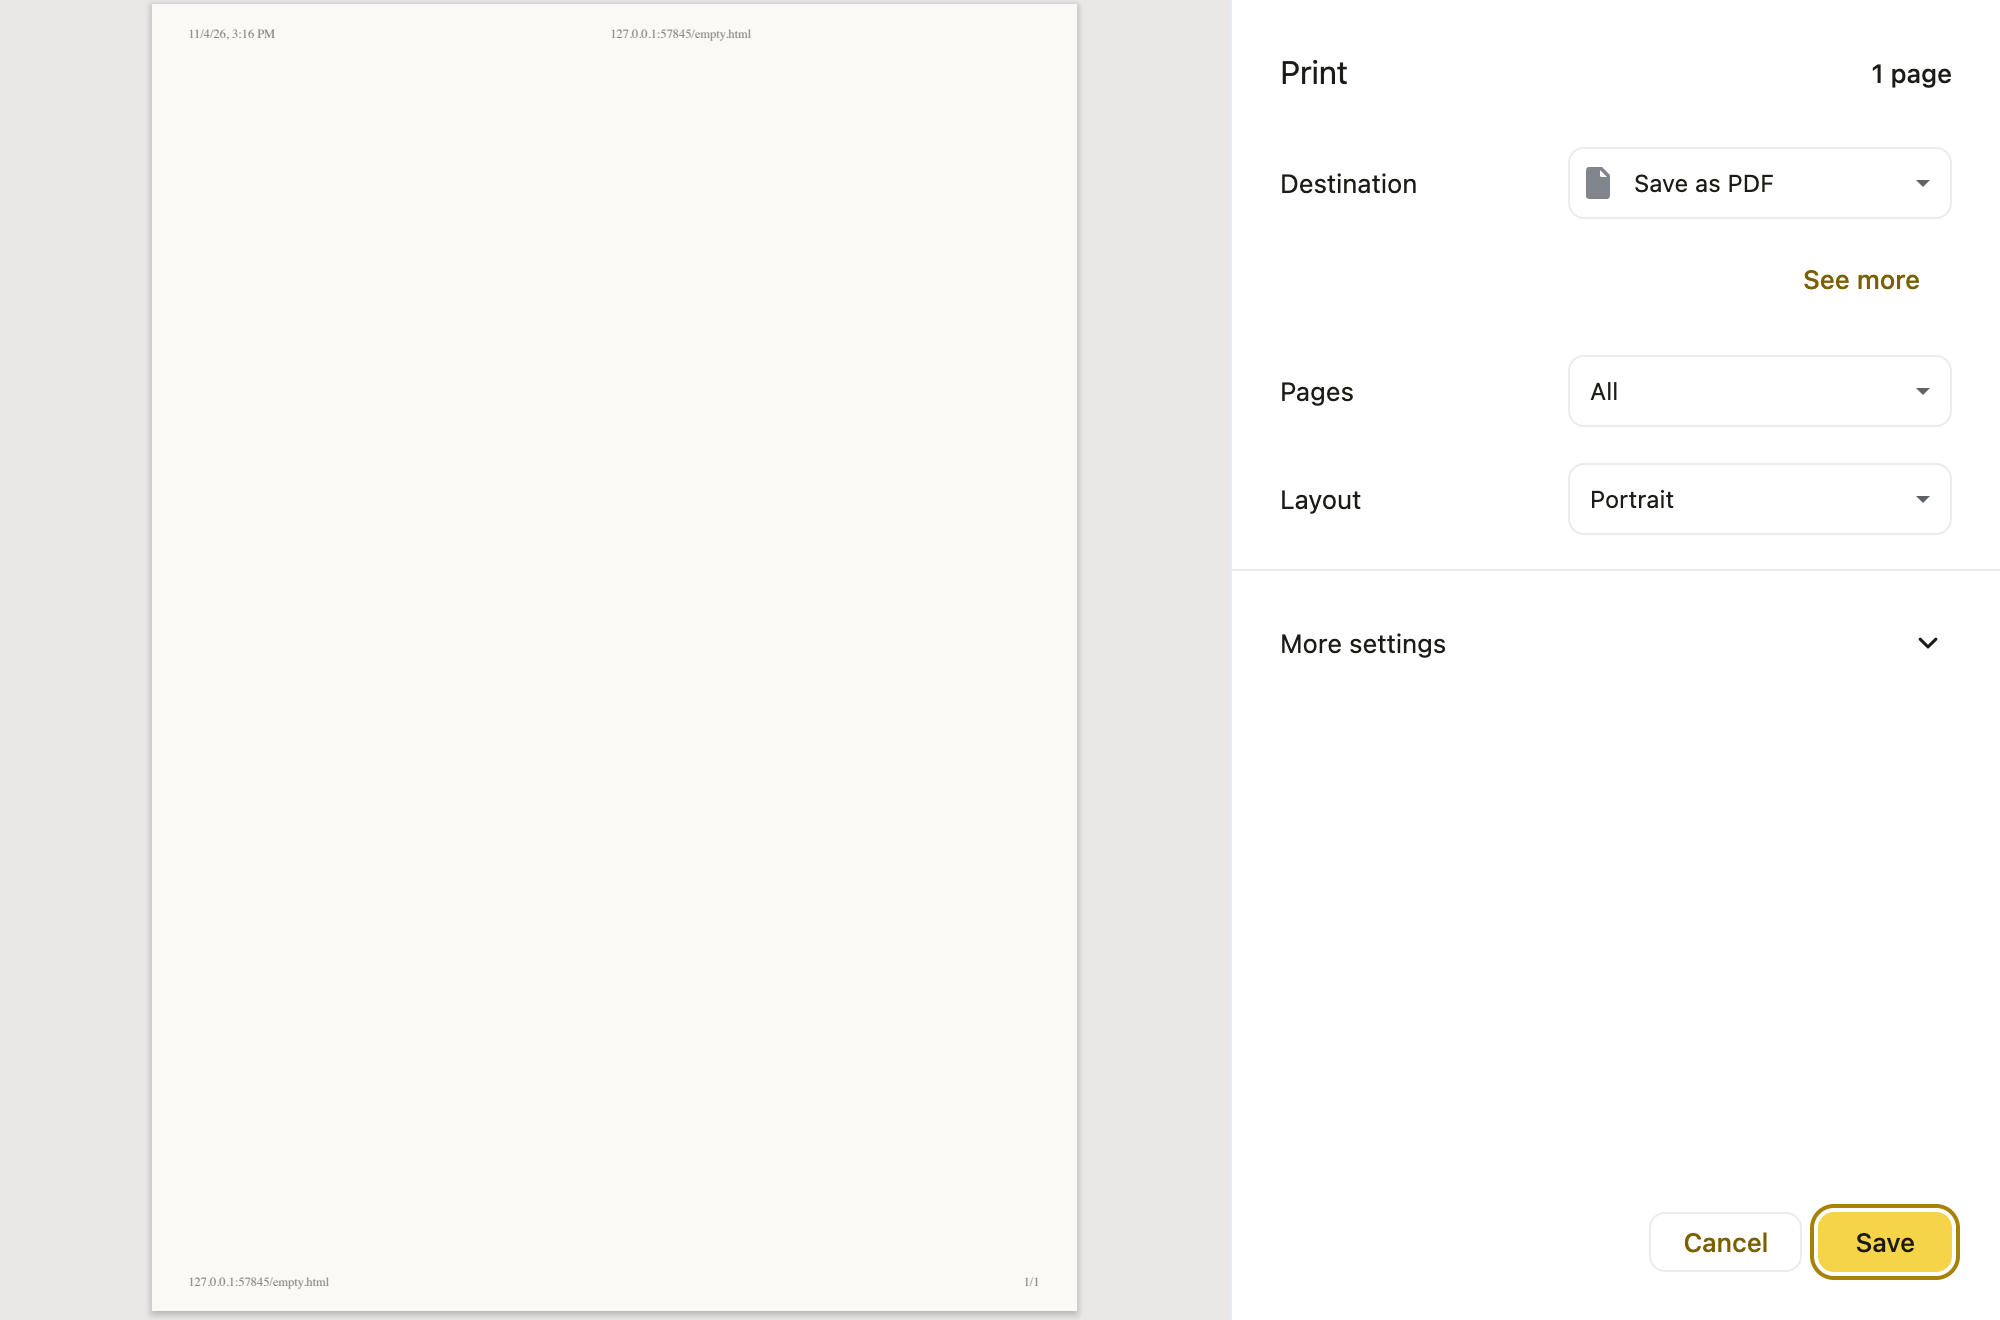 11/4/26, 3:16 PM
127.0.0.1:57845/empty.html
127.0.0.1:57845/empty.html
1/1
Print
1 page
Destination
Save as PDF
See more
Pages
All
Layout
Portrait
More settings
Cancel
Save